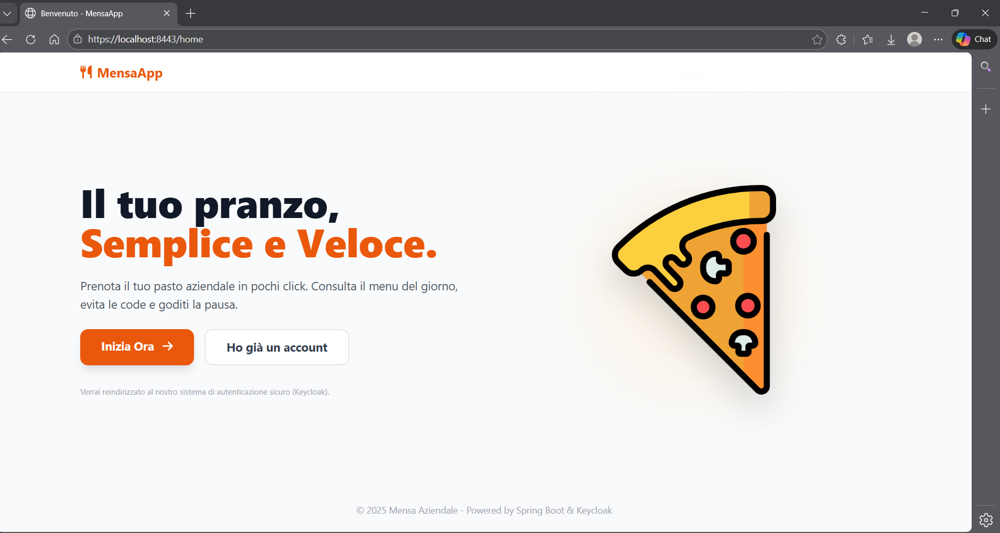 Benvenuto - MensaApp
https://localhost:8443/home
Chat
MensaApp
Il tuo pranzo,
Semplice e Veloce.
Prenota il tuo pasto aziendale in pochi click. Consulta il menu del giorno,
evita le code e goditi la pausa.
Inizia Ora
Ho già un account
Verrai reindirizzato al nostro sistema di autenticazione sicuro (Keycloak).
© 2025 Mensa Aziendale - Powered by Spring Boot & Keycloak